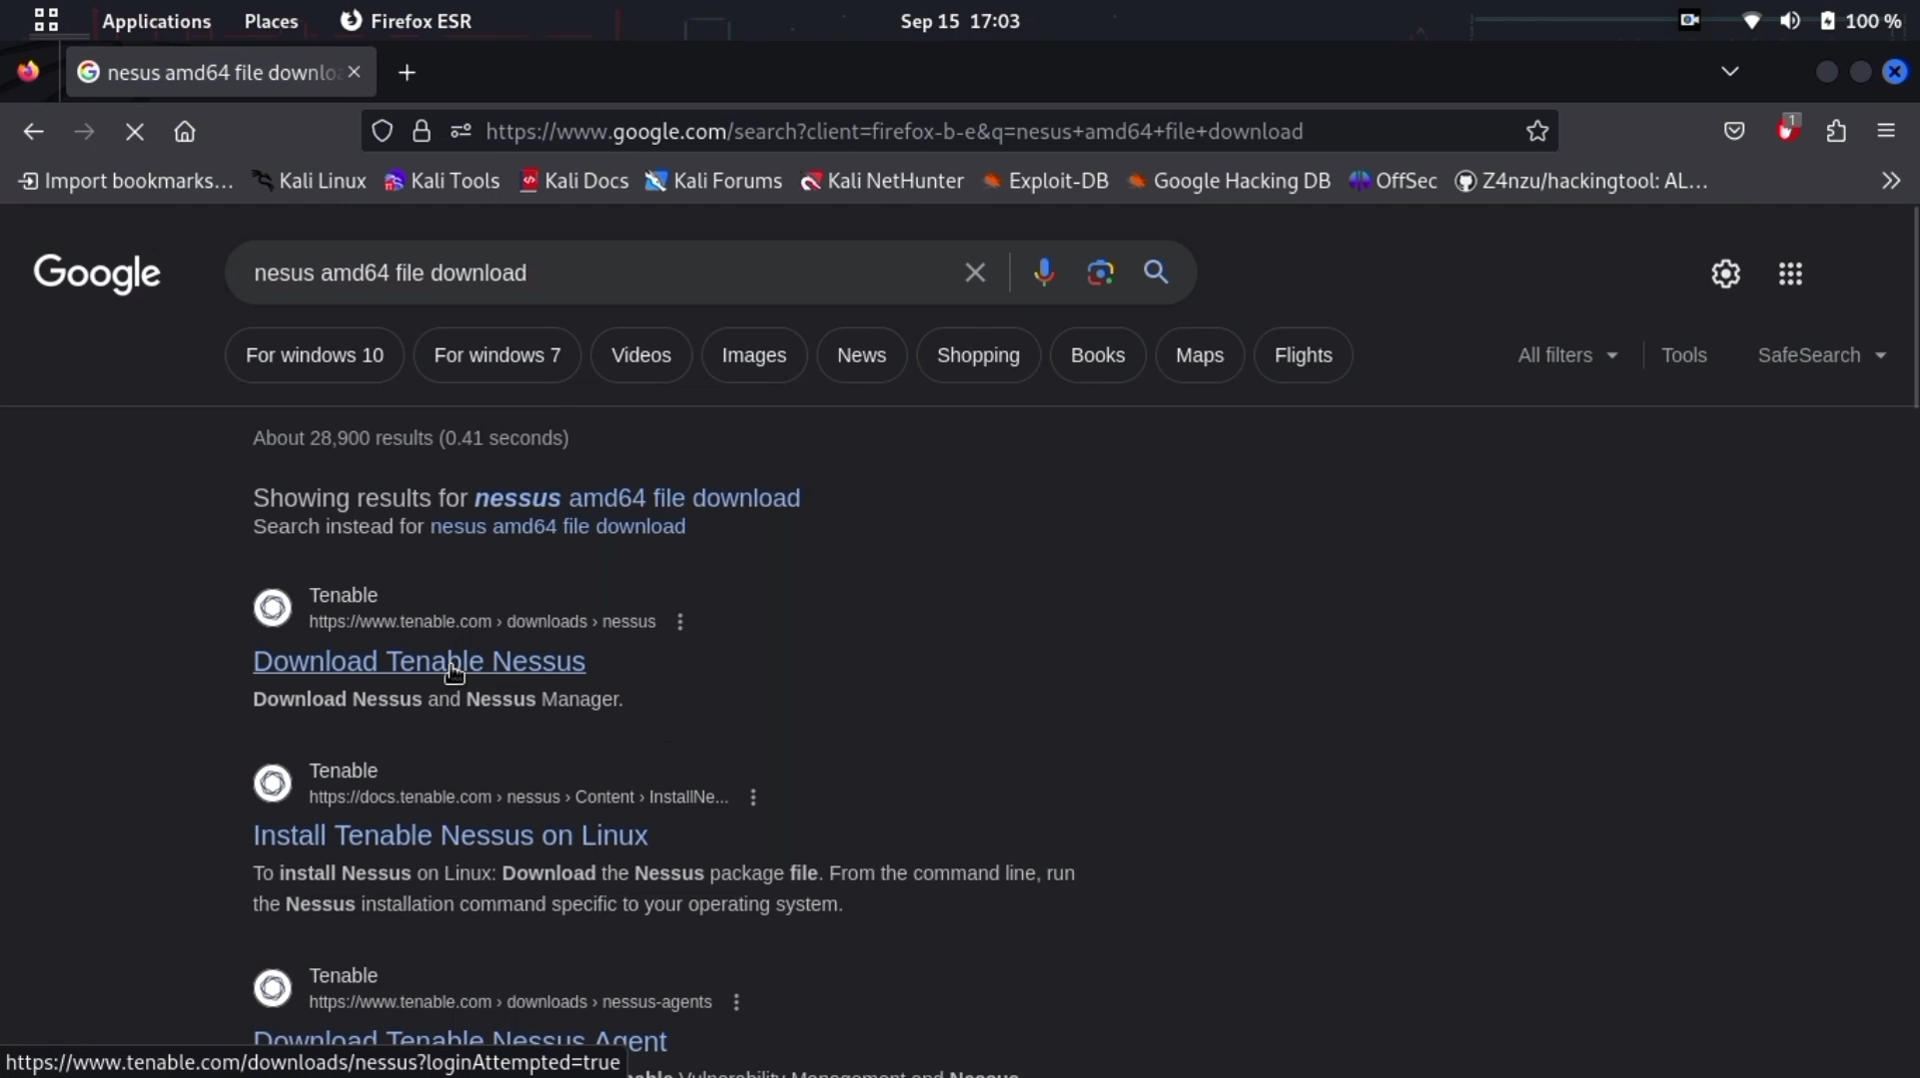 Applications Places Firefox ESR Sep 15 17:03 100 %
nesus amd64 file downlo
https://www.google.com/search?client=firefox-b-e&q=nesus+amd64+file+download 1
Import bookmarks... Kali Linux Kali Tools Kali Docs Kali Forums Kali NetHunter Exploit-DB Google Hacking DB OffSec Z4nzu/hackingtool: AL...
Google nesus amd64 file download
For windows 10 For windows 7 Videos Images News Shopping Books Maps Flights All filters Tools SafeSearch
About 28,900 results (0.41 seconds)
Showing results for nessus amd64 file download
Search instead for nesus amd64 file download
Tenable
https://www.tenable.com › downloads › nessus
Download Tenable Nessus
Download Nessus and Nessus Manager.
Tenable
https://docs.tenable.com › nessus › Content › InstallNe...
Install Tenable Nessus on Linux
To install Nessus on Linux: Download the Nessus package file. From the command line, run
the Nessus installation command specific to your operating system.
Tenable
https://www.tenable.com › downloads › nessus-agents
Download Tenable Nessus Agent
https://www.tenable.com/downloads/nessus?loginAttempted=true
Vulnerability Management and Nessus